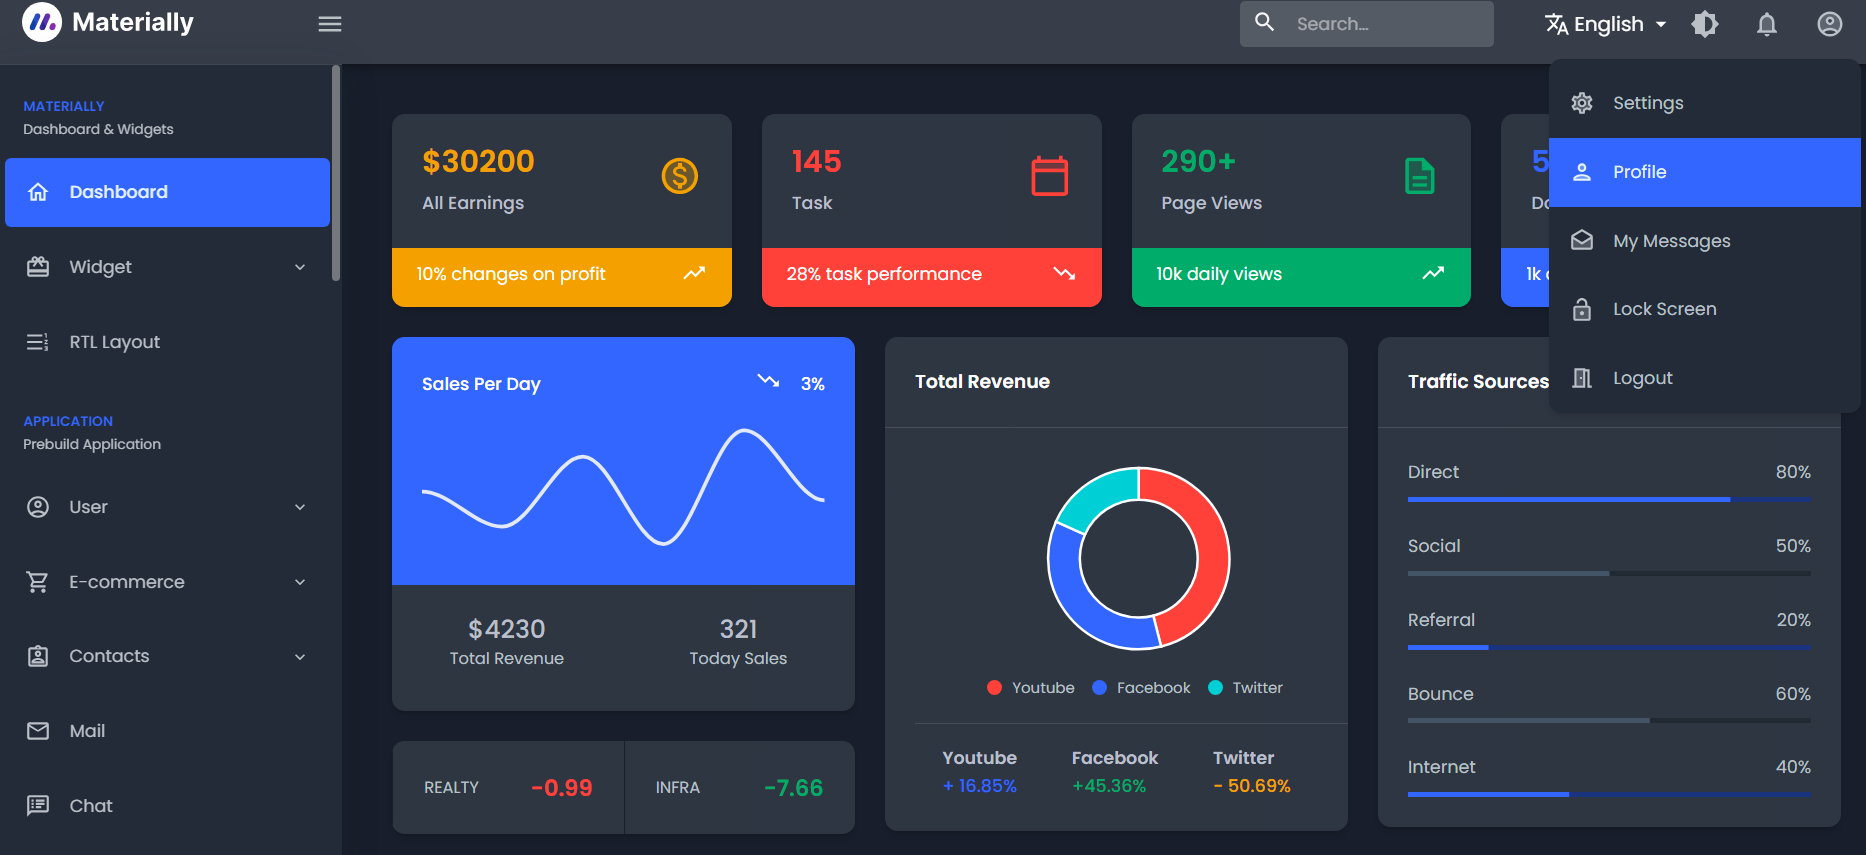 Materially
Search...
English
MATERIALLY
Dashboard & Widgets
Dashboard
Widget
RTL Layout
APPLICATION
Prebuild Application
User
E-commerce
Contacts
Mail
Chat
$30200
All Earnings
10% changes on profit
145
Task
28% task performance
290+
Page Views
10k daily views
5
1k
Settings
Profile
My Messages
Lock Screen
Logout
Sales Per Day
3%
$4230
Total Revenue
321
Today Sales
REALTY
-0.99
INFRA
-7.66
Total Revenue
Youtube
Facebook
Twitter
Youtube
+ 16.85%
Facebook
+45.36%
Twitter
- 50.69%
Traffic Sources
Direct
80%
Social
50%
Referral
20%
Bounce
60%
Internet
40%